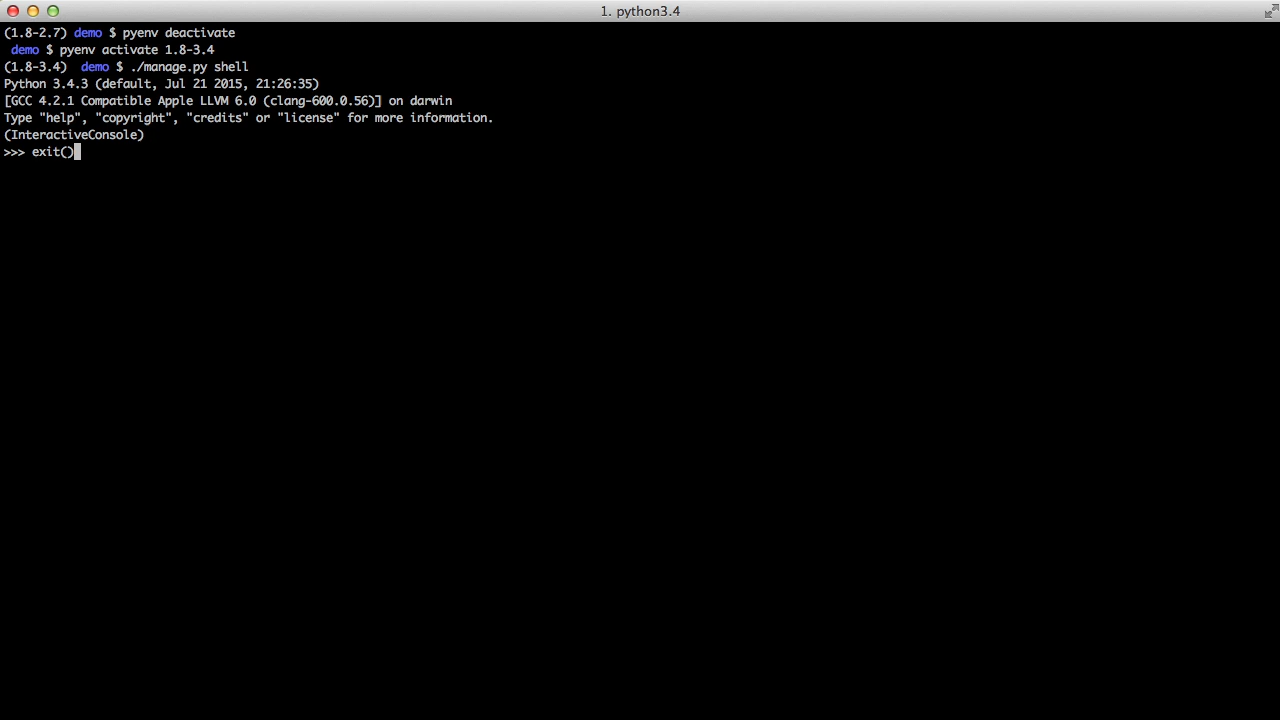 1. python3.4
(1.8-2.7) demo $ pyenv deactivate
demo $ pyenv activate 1.8-3.4
(1.8-3.4)  demo $ ./manage.py shell
Python 3.4.3 (default, Jul 21 2015, 21:26:35)
[GCC 4.2.1 Compatible Apple LLVM 6.0 (clang-600.0.56)] on darwin
Type "help", "copyright", "credits" or "license" for more information.
(InteractiveConsole)
>>> exit()